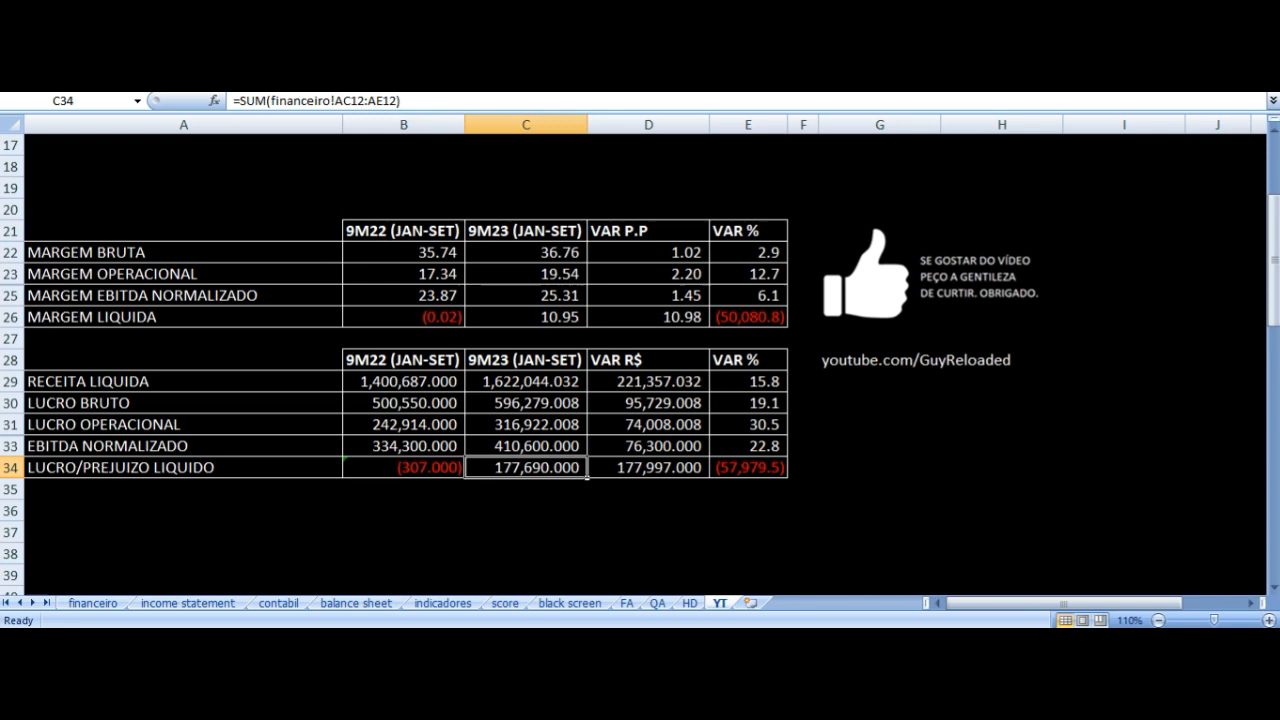 C34 fx =SUM(financeiro!AC12:AE12)
A B C D E F G H I J
17
18
19
20
21 9M22 (JAN-SET) 9M23 (JAN-SET) VAR P.P VAR %
22 MARGEM BRUTA 35.74 36.76 1.02 2.9
23 MARGEM OPERACIONAL 17.34 19.54 2.20 12.7
25 MARGEM EBITDA NORMALIZADO 23.87 25.31 1.45 6.1
26 MARGEM LIQUIDA (0.02) 10.95 10.98 (50,080.8)
27
28 9M22 (JAN-SET) 9M23 (JAN-SET) VAR R$ VAR %
29 RECEITA LIQUIDA 1,400,687.000 1,622,044.032 221,357.032 15.8
30 LUCRO BRUTO 500,550.000 596,279.008 95,729.008 19.1
31 LUCRO OPERACIONAL 242,914.000 316,922.008 74,008.008 30.5
33 EBITDA NORMALIZADO 334,300.000 410,600.000 76,300.000 22.8
34 LUCRO/PREJUIZO LIQUIDO (307.000) 177,690.000 177,997.000 (57,979.5)
35
36
37
38
39
SE GOSTAR DO VÍDEO
PEÇO A GENTILEZA
DE CURTIR. OBRIGADO.
youtube.com/GuyReloaded
financeiro income statement contabil balance sheet indicadores score black screen FA QA HD YT
Ready 110%